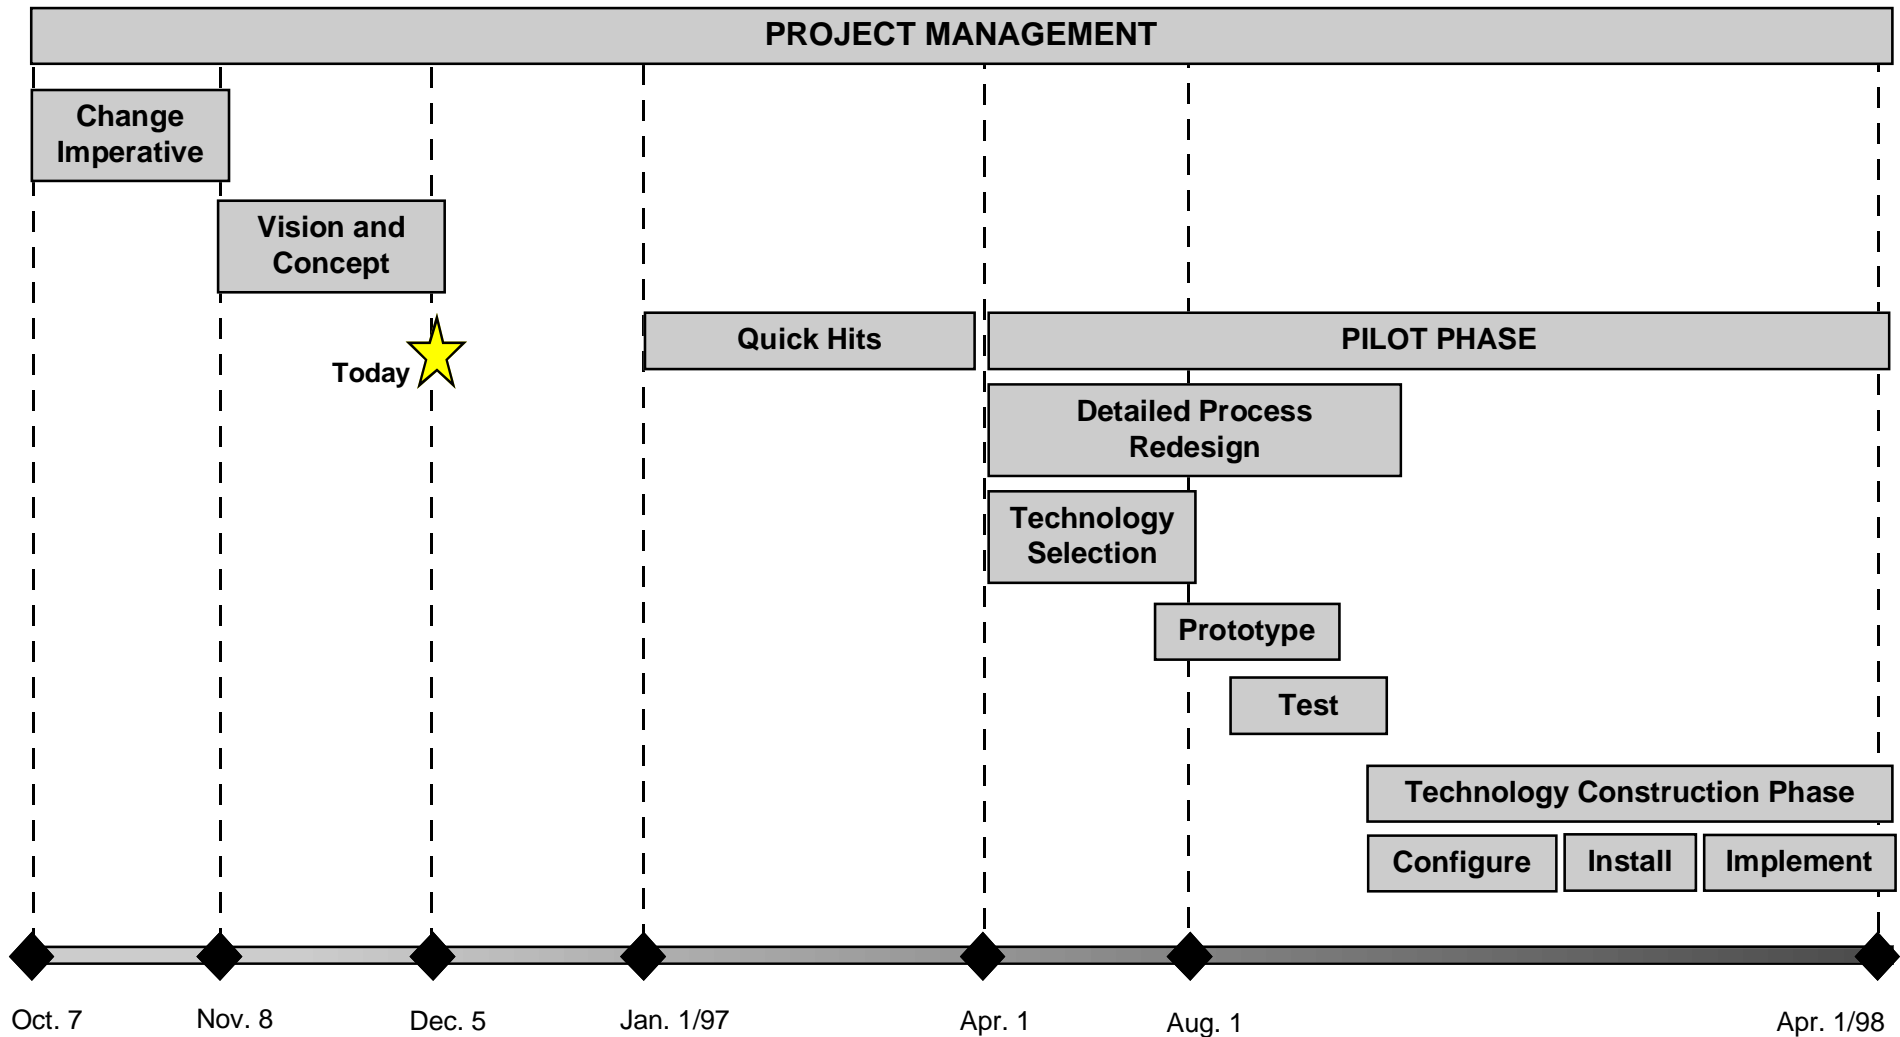 PROJECT MANAGEMENT
Change
Imperative
Vision and
Concept
Today
Quick Hits
PILOT PHASE
Detailed Process
Redesign
Technology
Selection
Prototype
Test
Technology Construction Phase
Configure
Install
Implement
Oct. 7
Nov. 8
Dec. 5
Jan. 1/97
Apr. 1
Aug. 1
Apr. 1/98